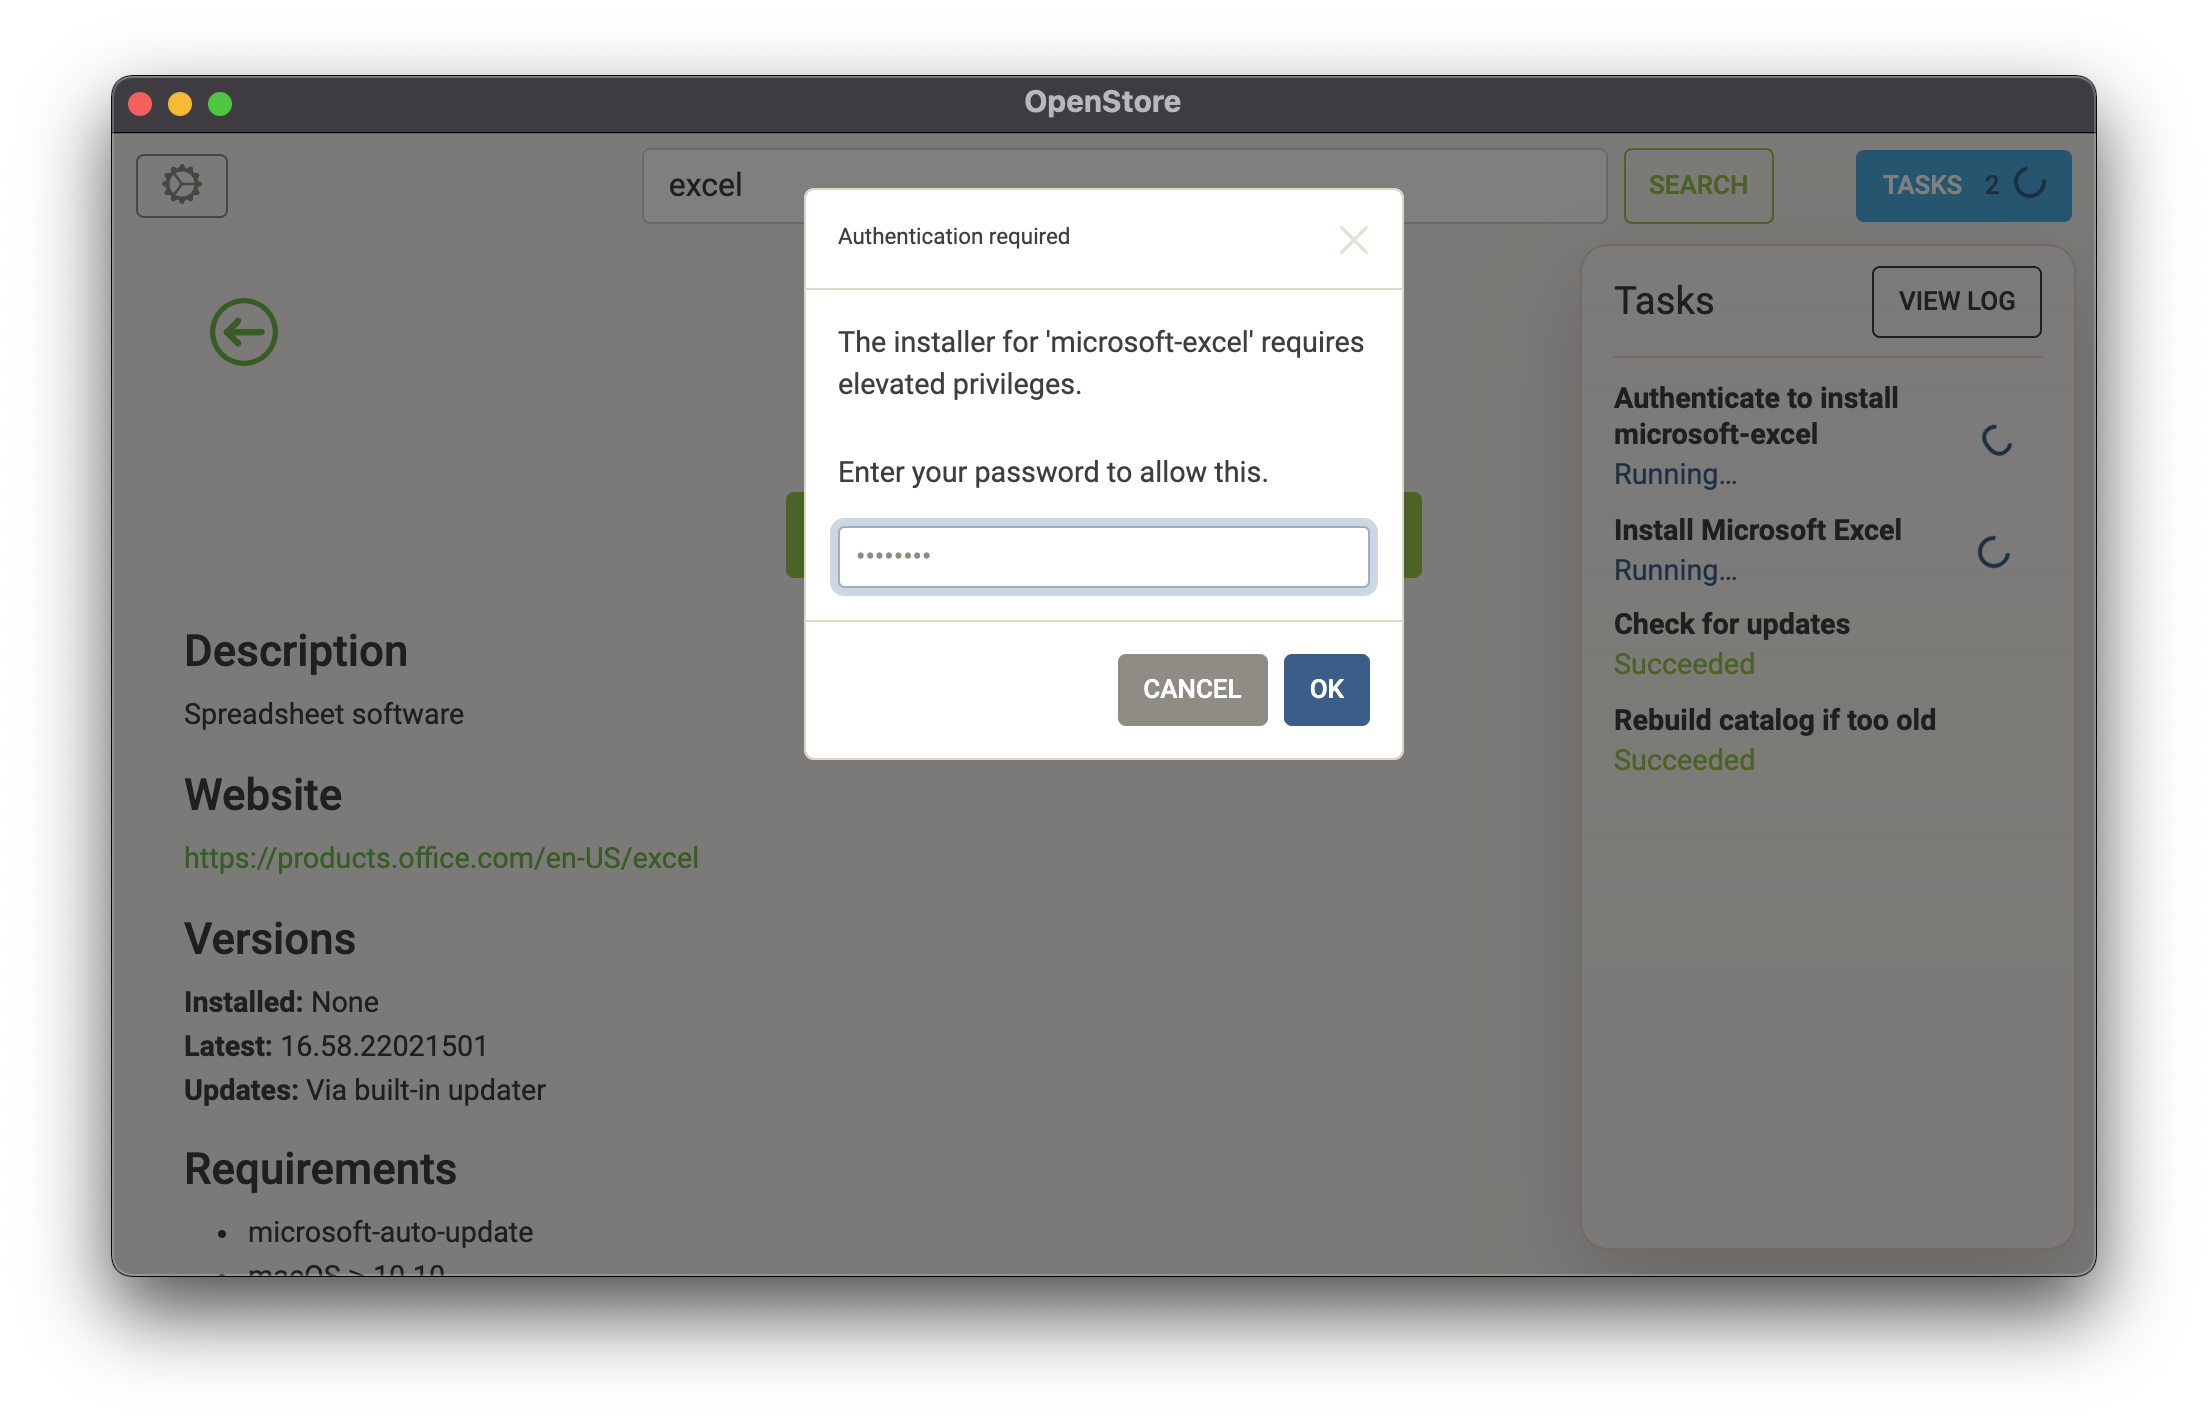 OpenStore
excel
SEARCH
TASKS 2
Authentication required
The installer for 'microsoft-excel' requires
elevated privileges.
Enter your password to allow this.
••••••••
CANCEL
OK
Tasks
VIEW LOG
Authenticate to install
microsoft-excel
Running...
Install Microsoft Excel
Running...
Check for updates
Succeeded
Rebuild catalog if too old
Succeeded
Description
Spreadsheet software
Website
https://products.office.com/en-US/excel
Versions
Installed: None
Latest: 16.58.22021501
Updates: Via built-in updater
Requirements
• microsoft-auto-update
• macOS > 10.10